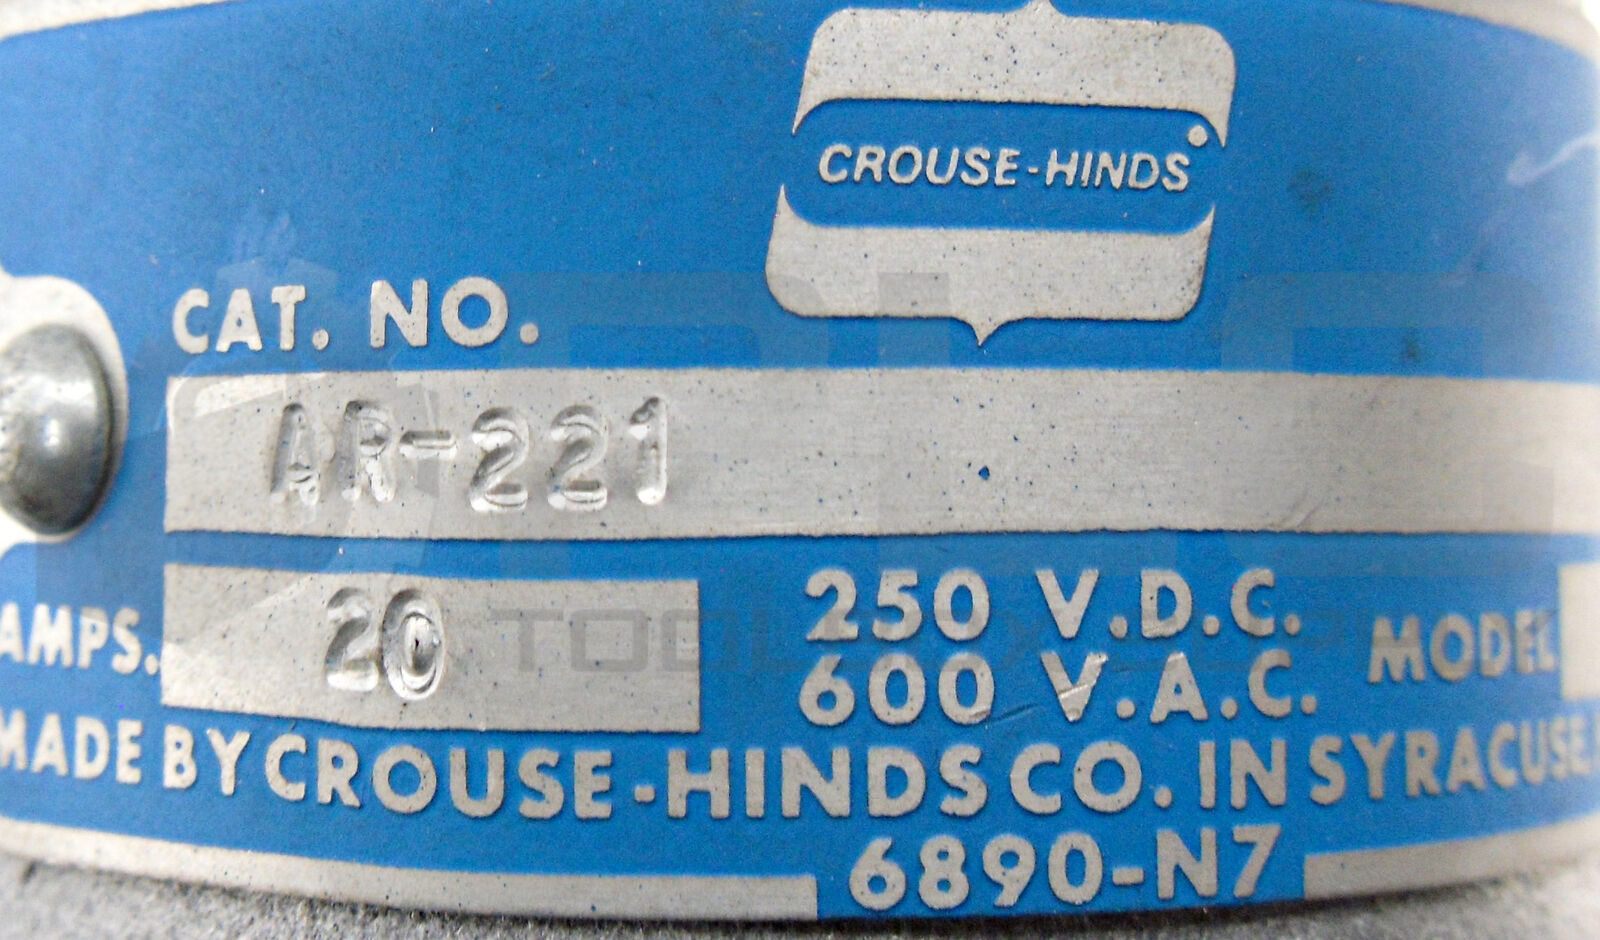 CROUSE-HINDS
CAT. NO.
AR-221
AMPS. 20
250 V.D.C.
600 V.A.C.
MODEL
MADE BY CROUSE-HINDS CO. IN SYRACUSE
6890-N7